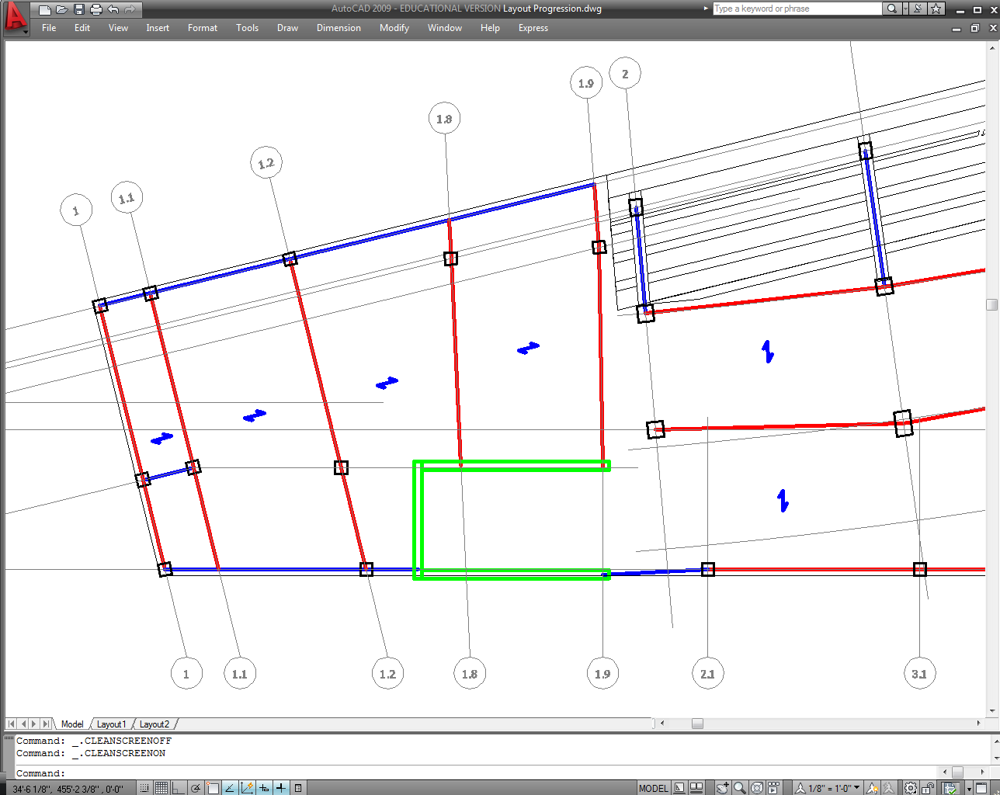 AutoCAD 2009 - EDUCATIONAL VERSION Layout Progression.dwg
Type a keyword or phrase
File Edit View Insert Format Tools Draw Dimension Modify Window Help Express
2
1.9
1.8
1.2
1.1
1
1 1.1 1.2 1.8 1.9 2.1 3.1
Model Layout1 Layout2
Command: _.CLEANSCREENOFF
Command: _.CLEANSCREENON
Command:
34'-6 1/8", 455'-2 3/8" , 0'-0" MODEL 1/8" = 1'-0"